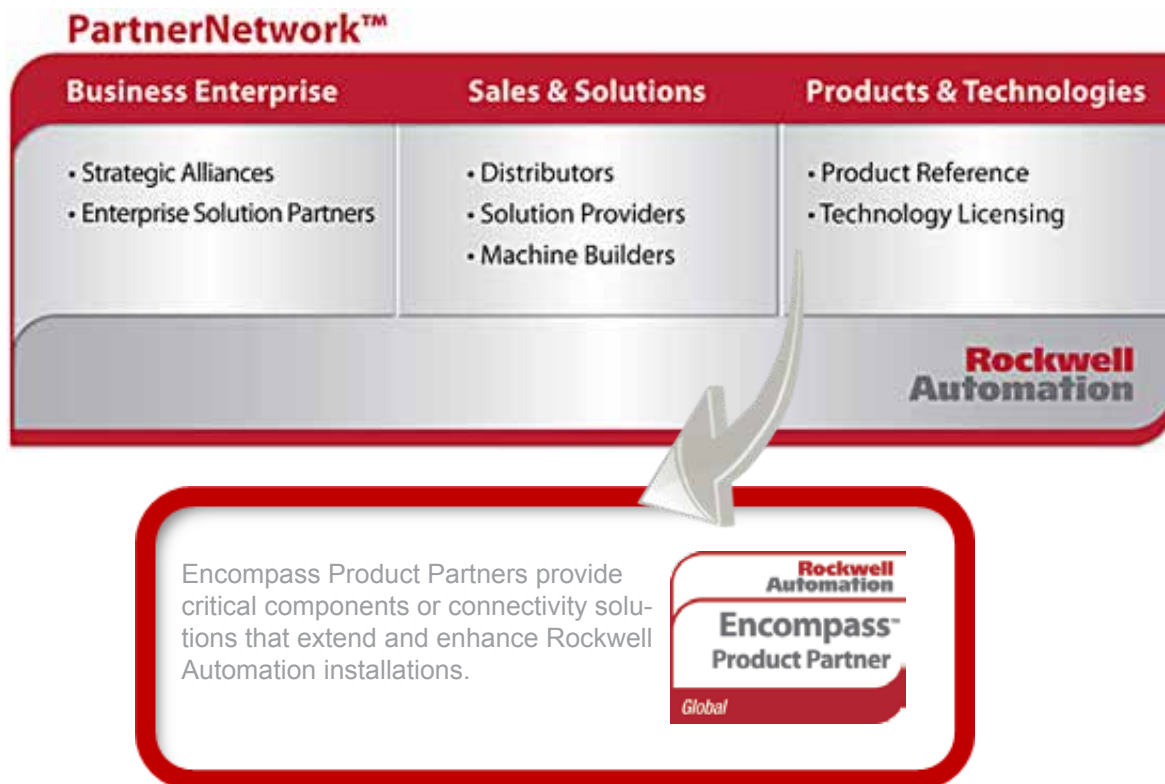 PartnerNetwork™
Business Enterprise
Sales & Solutions
Products & Technologies
• Strategic Alliances
• Enterprise Solution Partners
• Distributors
• Solution Providers
• Machine Builders
• Product Reference
• Technology Licensing
Rockwell
Automation
Encompass Product Partners provide
critical components or connectivity solu-
tions that extend and enhance Rockwell
Automation installations.
Rockwell
Automation
Encompass™
Product Partner
Global